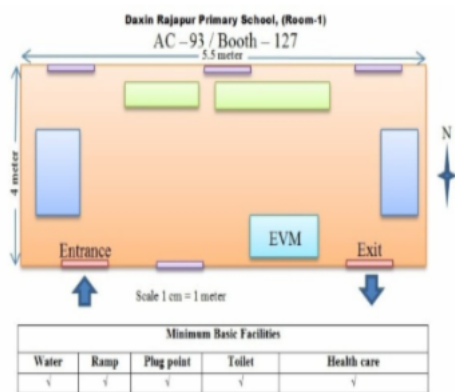 Daxin Rajapur Primary School, (Room-1)
AC –93 / Booth – 127
5.5 meter
4 meter
N
EVM
Entrance
Exit
Scale 1 cm = 1 meter
Minimum Basic Facilities
Water Ramp Plug point Toilet Health care
√ √ √ √ √